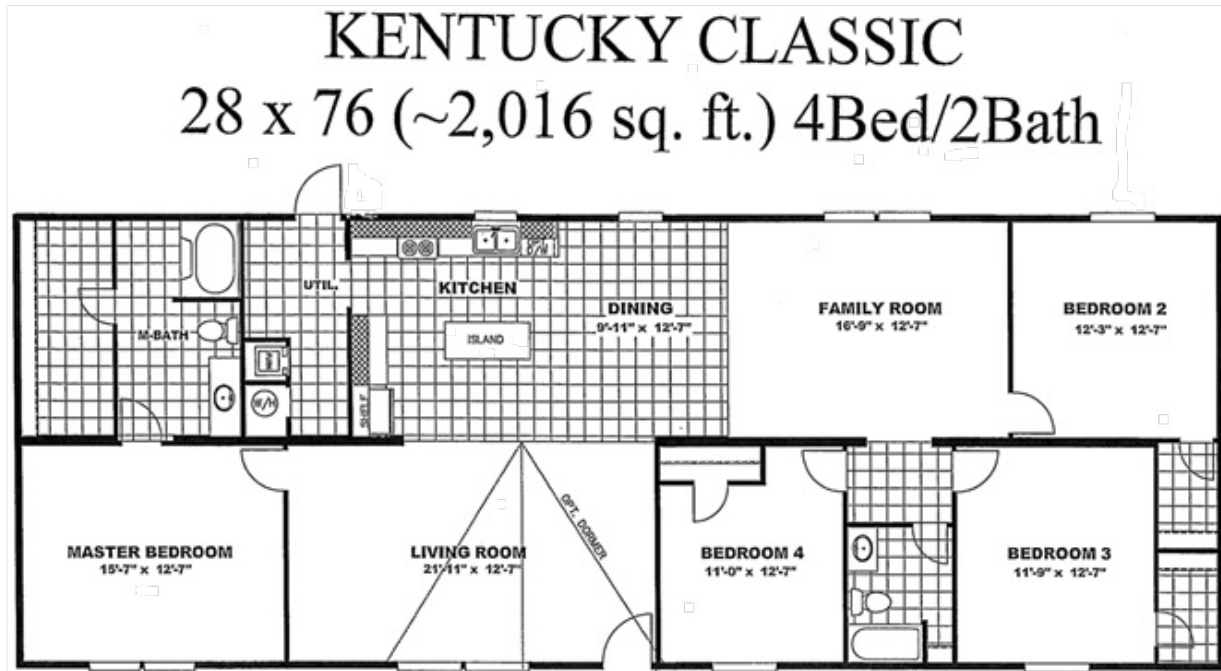 KENTUCKY CLASSIC
28 x 76 (~2,016 sq. ft.) 4Bed/2Bath
UTIL.
KITCHEN
DINING
9'-11" x 12'-7"
FAMILY ROOM
16'-9" x 12'-7"
BEDROOM 2
12'-3" x 12'-7"
M-BATH
ISLAND
W/H
SHELF
MASTER BEDROOM
15'-7" x 12'-7"
LIVING ROOM
21'-11" x 12'-7"
OPT. DORMER
BEDROOM 4
11'-0" x 12'-7"
BEDROOM 3
11'-9" x 12'-7"